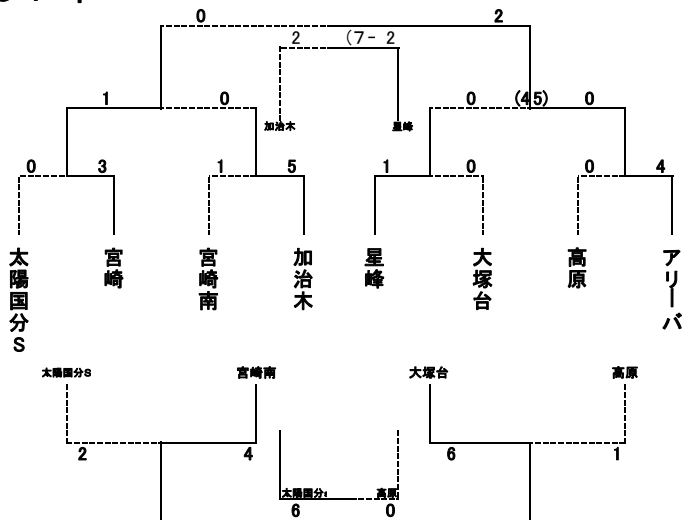 0 2
2 (7- 2
1 0 0 (45) 0
加治木 星峰
0 3 1 5 1 0 0 4
太陽国分S
宮崎
宮崎南
加治木
星峰
大塚台
高原
アリーバ
太陽国分S 宮崎南 大塚台 高原
2 4 6 1
太陽国分 高原
6 0